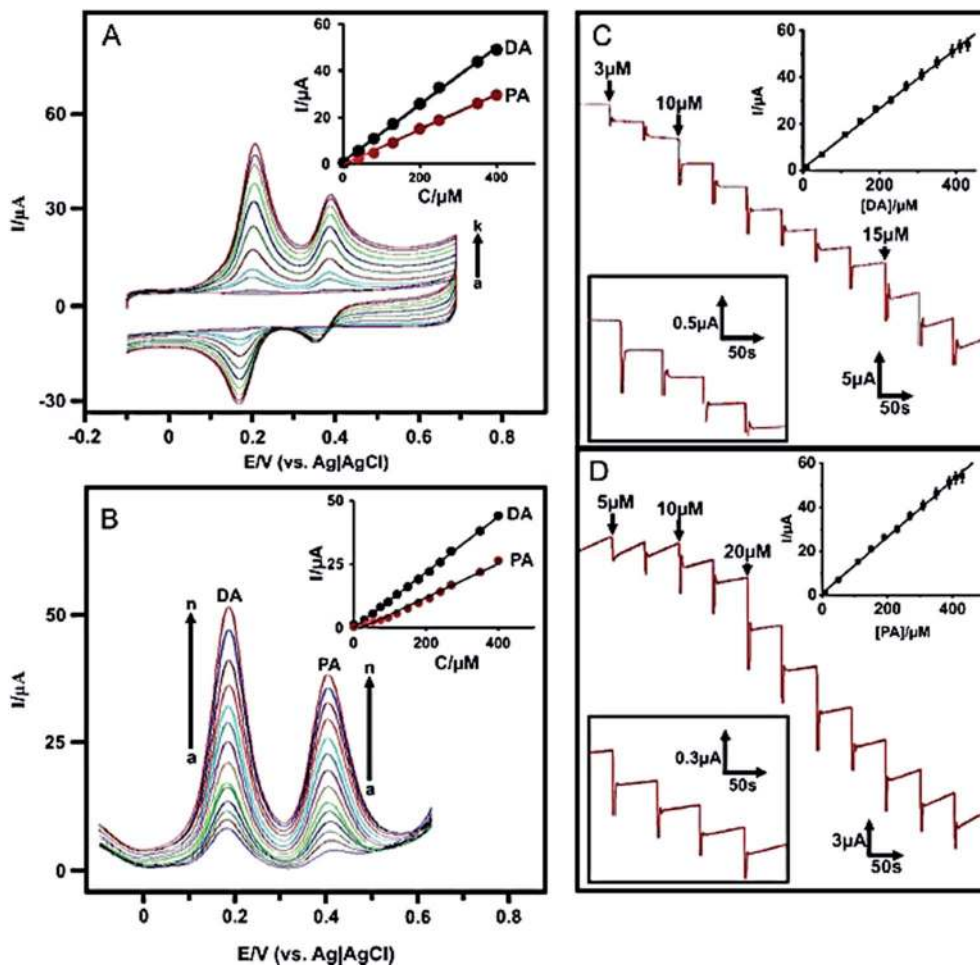 A
60
DA
40
I/µA
PA
20
0
0
200
400
C/µM
60
I/µA
30
0
-30
k
a
-0.2
0
0.2
0.4
0.6
0.8
E/V (vs. Ag|AgCl)
B
50
DA
I/µA
25
PA
0
0
200
400
C/µM
50
I/µA
25
0
DA
n
a
PA
n
a
0
0.2
0.4
0.6
0.8
E/V (vs. Ag|AgCl)
C
3µM
10µM
15µM
60
40
I/µA
20
0
0
200
400
[DA]/µM
0.5µA
50s
5µA
50s
D
5µM
10µM
20µM
60
40
I/µA
20
0
0
200
400
[PA]/µM
0.3µA
50s
3µA
50s